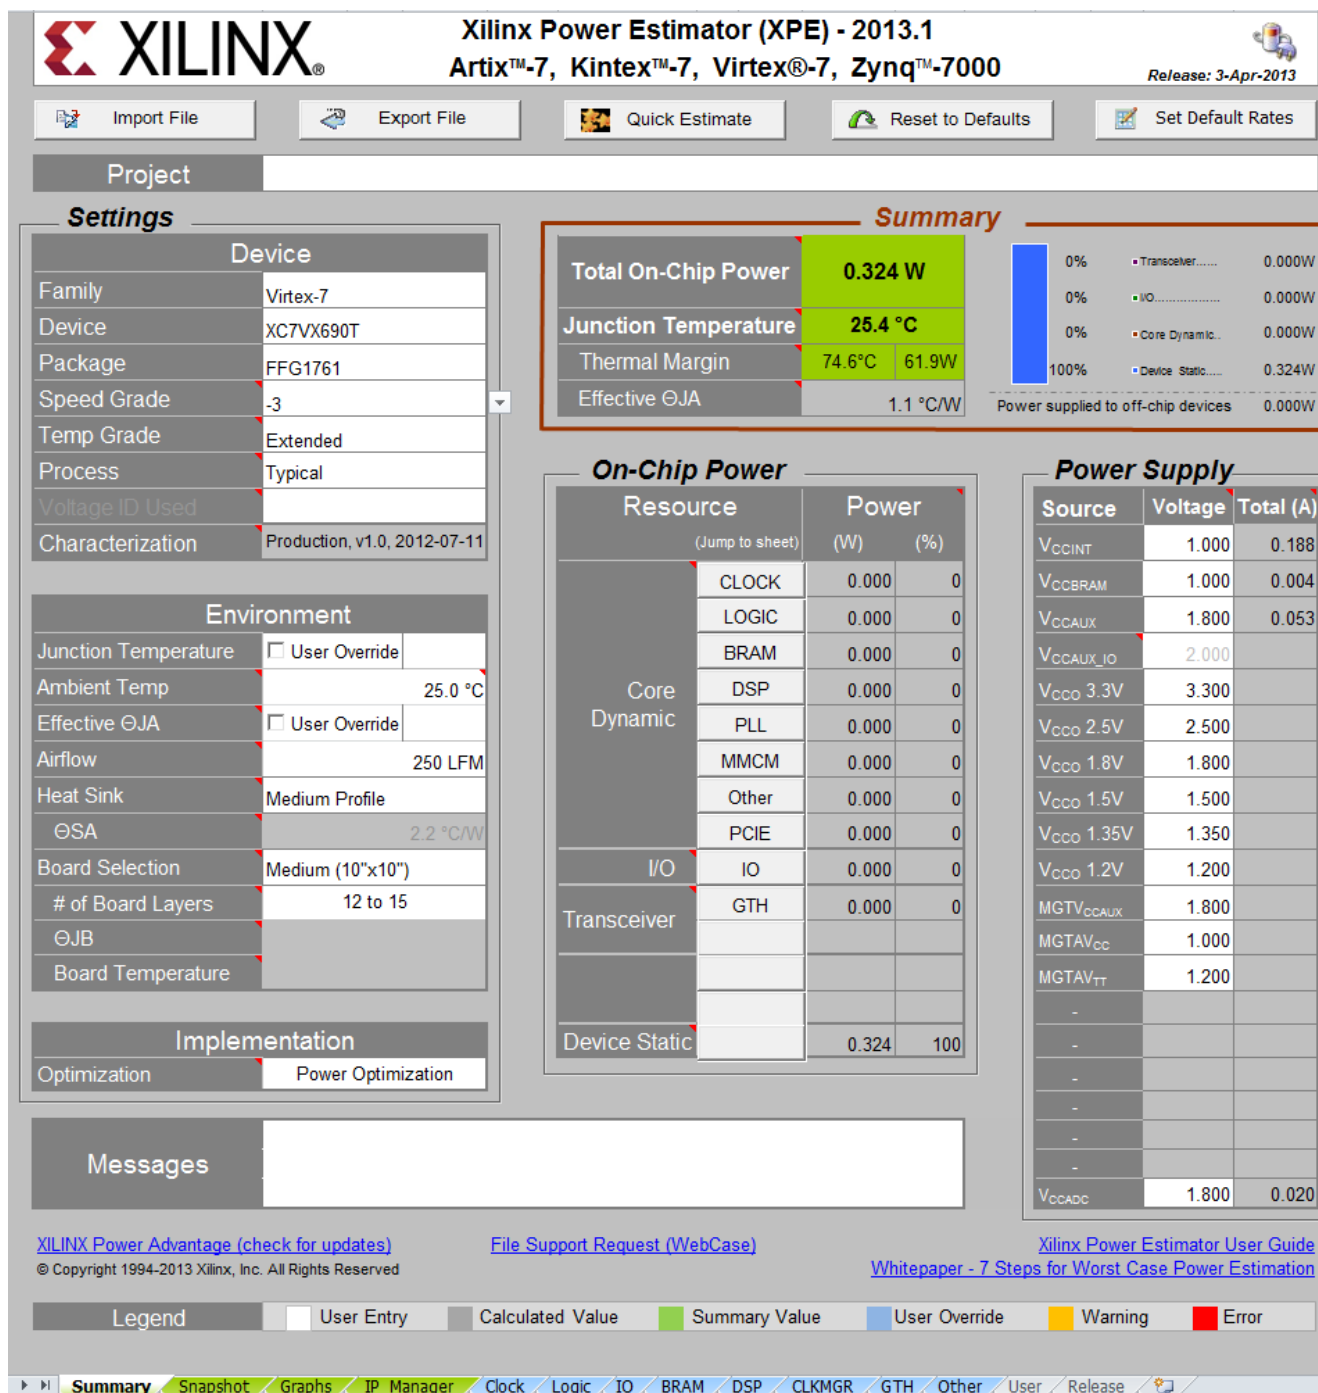 XILINX®
Xilinx Power Estimator (XPE) - 2013.1
Artix™-7, Kintex™-7, Virtex®-7, Zynq™-7000
Release: 3-Apr-2013
Import File
Export File
Quick Estimate
Reset to Defaults
Set Default Rates
Project
Settings
Device
Family Virtex-7
Device XC7VX690T
Package FFG1761
Speed Grade -3
Temp Grade Extended
Process Typical
Voltage ID Used
Characterization Production, v1.0, 2012-07-11
Environment
Junction Temperature User Override
Ambient Temp 25.0 °C
Effective ΘJA User Override
Airflow 250 LFM
Heat Sink Medium Profile
ΘSA 2.2 °C/W
Board Selection Medium (10"x10")
# of Board Layers 12 to 15
ΘJB
Board Temperature
Implementation
Optimization Power Optimization
Summary
Total On-Chip Power 0.324 W
Junction Temperature 25.4 °C
Thermal Margin 74.6°C 61.9W
Effective ΘJA 1.1 °C/W
0% Transceiver...... 0.000W
0% I/O.................. 0.000W
0% Core Dynamic.. 0.000W
100% Device Static..... 0.324W
Power supplied to off-chip devices 0.000W
On-Chip Power
Resource Power
(Jump to sheet) (W) (%)
Core Dynamic
CLOCK 0.000 0
LOGIC 0.000 0
BRAM 0.000 0
DSP 0.000 0
PLL 0.000 0
MMCM 0.000 0
Other 0.000 0
PCIE 0.000 0
I/O IO 0.000 0
Transceiver GTH 0.000 0
Device Static 0.324 100
Power Supply
Source Voltage Total (A)
VCCINT 1.000 0.188
VCCBRAM 1.000 0.004
VCCAUX 1.800 0.053
VCCAUX_IO 2.000
VCCO 3.3V 3.300
VCCO 2.5V 2.500
VCCO 1.8V 1.800
VCCO 1.5V 1.500
VCCO 1.35V 1.350
VCCO 1.2V 1.200
MGTVCCAUX 1.800
MGTAVCC 1.000
MGTAVTT 1.200
-
-
-
-
-
-
VCCADC 1.800 0.020
Messages
XILINX Power Advantage (check for updates)
File Support Request (WebCase)
Xilinx Power Estimator User Guide
© Copyright 1994-2013 Xilinx, Inc. All Rights Reserved
Whitepaper - 7 Steps for Worst Case Power Estimation
Legend User Entry Calculated Value Summary Value User Override Warning Error
Summary Snapshot Graphs IP_Manager Clock Logic IO BRAM DSP CLKMGR GTH Other User Release